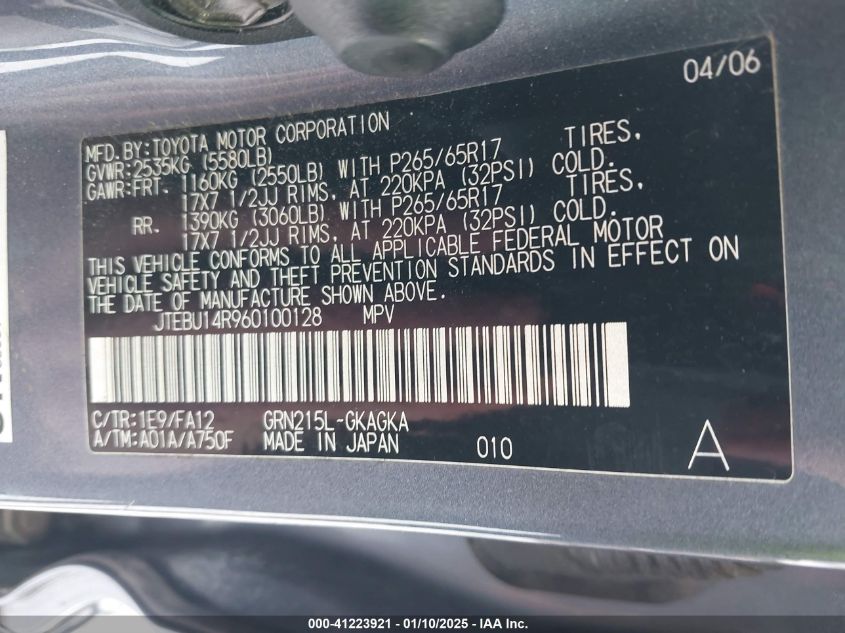 04/06
MFD.BY:TOYOTA MOTOR CORPORATION
GVWR:2535KG (5580LB)
GAWR:FRT. 1160KG (2550LB) WITH P265/65R17 TIRES,
17X7 1/2JJ RIMS, AT 220KPA (32PSI) COLD.
RR. 1390KG (3060LB) WITH P265/65R17 TIRES,
17X7 1/2JJ RIMS, AT 220KPA (32PSI) COLD.
THIS VEHICLE CONFORMS TO ALL APPLICABLE FEDERAL MOTOR
VEHICLE SAFETY AND THEFT PREVENTION STANDARDS IN EFFECT ON
THE DATE OF MANUFACTURE SHOWN ABOVE.
JTEBU14R960100128 MPV
C/TR:1E9/FA12 GRN215L-GKAGKA
A/TM:A01A/A750F MADE IN JAPAN 010 A
000-41223921 - 01/10/2025 - IAA Inc.